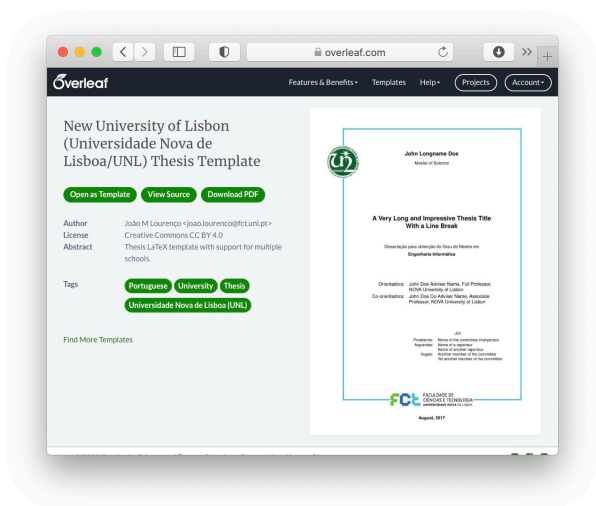 overleaf.com
Overleaf
Features & Benefits
Templates
Help
Projects
Account
New University of Lisbon
(Universidade Nova de
Lisboa/UNL) Thesis Template
Open as Template
View Source
Download PDF
Author João M Lourenço <joao.lourenco@fct.unl.pt>
License Creative Commons CC BY 4.0
Abstract Thesis LaTeX template with support for multiple
schools.
Tags Portuguese University Thesis
Universidade Nova de Lisboa (UNL)
Find More Templates
John Longname Doe
Master of Science
A Very Long and Impressive Thesis Title
With a Line Break
Dissertação para obtenção do Grau de Mestre em
Engenharia Informática
Orientadora: John Doe Adviser Name, Full Professor,
NOVA University of Lisbon
Co-orientadora: John Doe Co-Adviser Name, Associate
Professor, NOVA University of Lisbon
Júri
Presidente: Name of the committee chairperson
Arguentes: Name of a raporteur
Name of another raporteur
Vogais: Another member of the committee
Yet another member of the committee
FCt
FACULDADE DE
CIÊNCIAS E TECNOLOGIA
UNIVERSIDADE NOVA DE LISBOA
August, 2017